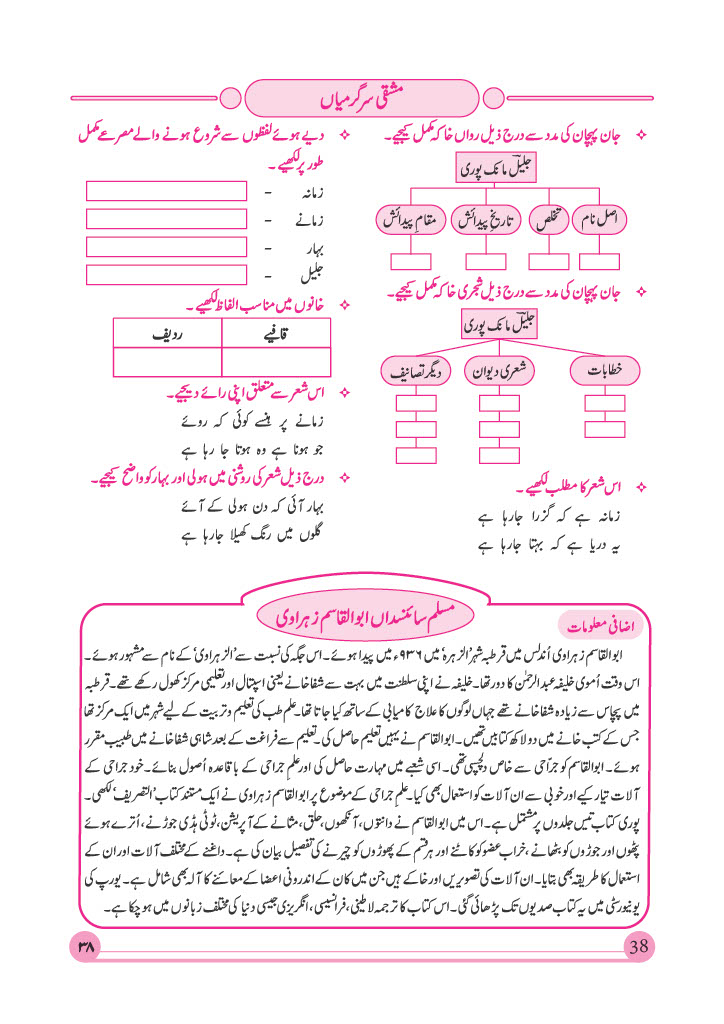 مشقی سرگرمیاں
جان پہچان کی مدد سے درج ذیل رواں خاکہ مکمل کیجیے۔
جلیلؔ مانک پوری
اصل نام
تخلص
تاریخِ پیدائش
مقامِ پیدائش
جان پہچان کی مدد سے درج ذیل شجری خاکہ مکمل کیجیے۔
جلیلؔ مانک پوری
خطابات
شعری دیوان
دیگر تصانیف
اس شعر کا مطلب لکھیے۔
زمانہ ہے کہ گزرا جارہا ہے
یہ دریا ہے کہ بہتا جارہا ہے
دیے ہوئے لفظوں سے شروع ہونے والے مصرعے مکمل
طور پر لکھیے۔
زمانہ –
زمانے –
بہار –
جلیل –
خانوں میں مناسب الفاظ لکھیے۔
قافیے
ردیف
اس شعر سے متعلق اپنی رائے دیجیے۔
زمانے پر ہنسے کوئی کہ روئے
جو ہونا ہے وہ ہوتا جا رہا ہے
درج ذیل شعر کی روشنی میں ہولی اور بہار کو واضح کیجیے۔
بہار آئی کہ دن ہولی کے آئے
گلوں میں رنگ کھیلا جارہا ہے
اضافی معلومات
مسلم سائنسداں ابوالقاسم زہراوی
ابوالقاسم زہراوی اُندلس میں قرطبہ شہر 'الزہرہ' میں ۹۳۶ء میں پیدا ہوئے۔ اس جگہ کی نسبت سے 'الزہراوی' کے نام سے مشہور ہوئے۔
اس وقت اُموی خلیفہ عبدالرحمٰن کا دور تھا۔ خلیفہ نے اپنی سلطنت میں بہت سے شفاخانے یعنی اسپتال اور تعلیمی مرکز کھول رکھے تھے۔ قرطبہ
میں پچاس سے زیادہ شفاخانے تھے جہاں لوگوں کا علاج کامیابی کے ساتھ کیا جاتا تھا۔ علمِ طب کی تعلیم و تربیت کے لیے شہر میں ایک مرکز تھا
جس کے کتب خانے میں دو لاکھ کتابیں تھیں۔ ابوالقاسم نے یہیں تعلیم حاصل کی۔ تعلیم سے فراغت کے بعد شاہی شفاخانے میں طبیب مقرر
ہوئے۔ ابوالقاسم کو جرّاحی سے خاص دلچسپی تھی۔ اسی شعبے میں مہارت حاصل کی اور علمِ جراحی کے باقاعدہ اُصول بنائے۔ خود جراحی کے
آلات تیار کیے اور خوبی سے ان آلات کو استعمال بھی کیا۔ علمِ جراحی کے موضوع پر ابوالقاسم زہراوی نے ایک مستند کتاب 'التصریف' لکھی۔
پوری کتاب تیس جلدوں پر مشتمل ہے۔ اس میں ابوالقاسم نے دانتوں، آنکھوں، حلق، مثانے کے آپریشن، ٹوٹی ہڈی جوڑنے، اُترے ہوئے
پٹھوں اور جوڑوں کو بٹھانے، خراب عضو کو کاٹنے اور ہر قسم کے پھوڑوں کو چیرنے کی تفصیل بیان کی ہے۔ داغنے کے مختلف آلات اور ان کے
استعمال کا طریقہ بھی بتایا۔ ان آلات کی تصویریں اور خاکے ہیں جن میں کان کے اندرونی اعضا کے معائنے کا آلہ بھی شامل ہے۔ یورپ کی
یونیورسٹی میں یہ کتاب صدیوں تک پڑھائی گئی۔ اس کتاب کا ترجمہ لاطینی، فرانسیسی، انگریزی جیسی دنیا کی مختلف زبانوں میں ہو چکا ہے۔
۳۸
38